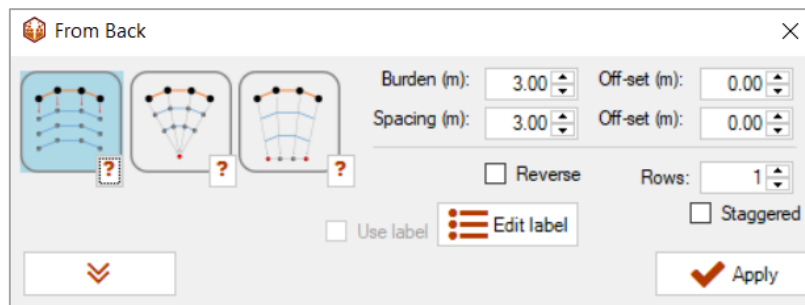 From Back
Burden (m): 3.00 Off-set (m): 0.00
Spacing (m): 3.00 Off-set (m): 0.00
? ? ?
Reverse Rows: 1
Use label Edit label Staggered
Apply